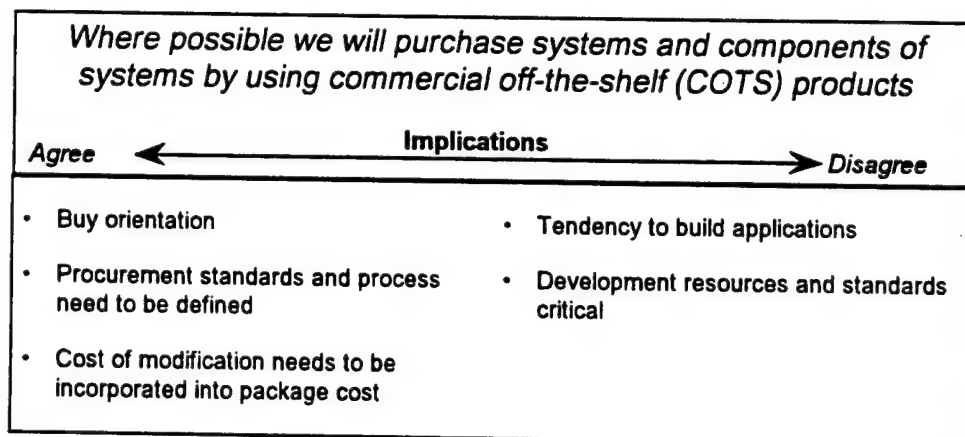 Where possible we will purchase systems and components of
systems by using commercial off-the-shelf (COTS) products
Implications
Agree
Disagree
• Buy orientation
• Procurement standards and process
need to be defined
• Cost of modification needs to be
incorporated into package cost
• Tendency to build applications
• Development resources and standards
critical